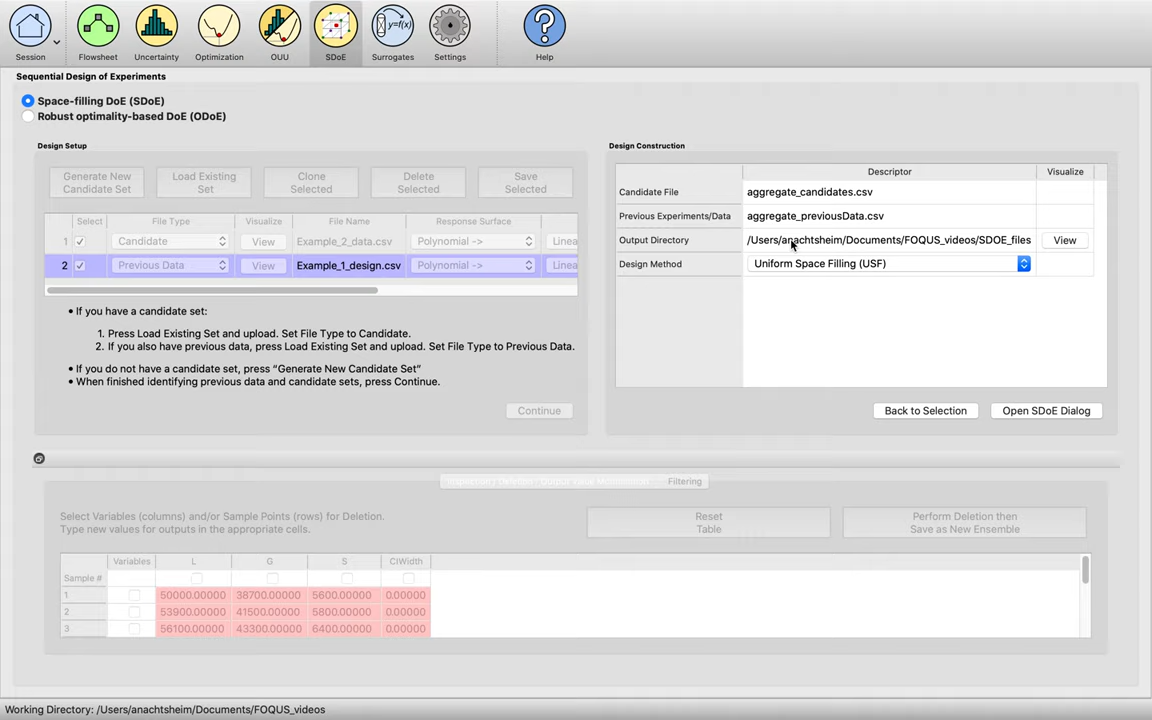 Session
Flowsheet
Uncertainty
Optimization
OUU
SDoE
y=f(x)
Surrogates
Settings
?
Help
Sequential Design of Experiments
Space-filling DoE (SDoE)
Robust optimality-based DoE (ODoE)
Design Setup
Generate New Candidate Set
Load Existing Set
Clone Selected
Delete Selected
Save Selected
Select File Type Visualize File Name Response Surface
1 Candidate View Example_2_data.csv Polynomial -> Linea
2 Previous Data View Example_1_design.csv Polynomial -> Linea
• If you have a candidate set:
1. Press Load Existing Set and upload. Set File Type to Candidate.
2. If you also have previous data, press Load Existing Set and upload. Set File Type to Previous Data.
• If you do not have a candidate set, press "Generate New Candidate Set"
• When finished identifying previous data and candidate sets, press Continue.
Continue
Design Construction
Descriptor Visualize
Candidate File aggregate_candidates.csv
Previous Experiments/Data aggregate_previousData.csv
Output Directory /Users/anachtsheim/Documents/FOQUS_videos/SDOE_files View
Design Method Uniform Space Filling (USF)
Back to Selection
Open SDoE Dialog
Filtering
Select Variables (columns) and/or Sample Points (rows) for Deletion.
Type new values for outputs in the appropriate cells.
Reset Table
Perform Deletion then Save as New Ensemble
Variables L G S CIWidth
Sample #
1 50000.00000 38700.00000 5600.00000 0.00000
2 53900.00000 41500.00000 5800.00000 0.00000
3 56100.00000 43300.00000 6400.00000 0.00000
Working Directory: /Users/anachtsheim/Documents/FOQUS_videos